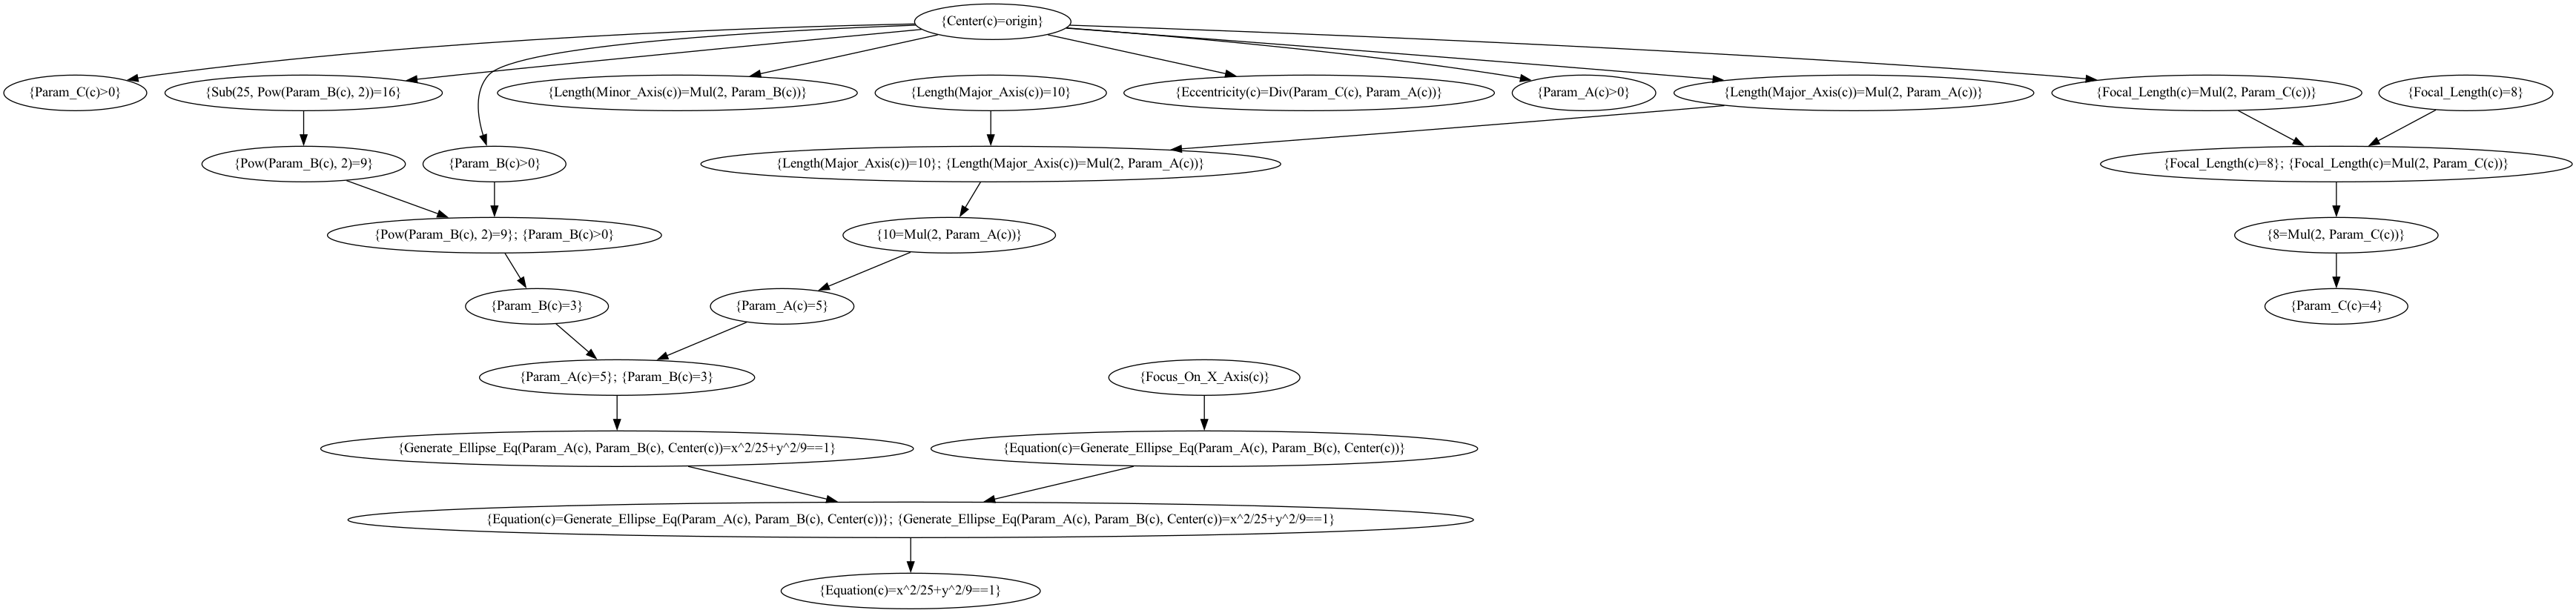 {Center(c)=origin}
{Param_C(c)>0}
{Sub(25, Pow(Param_B(c), 2))=16}
{Length(Minor_Axis(c))=Mul(2, Param_B(c))}
{Length(Major_Axis(c))=10}
{Eccentricity(c)=Div(Param_C(c), Param_A(c))}
{Param_A(c)>0}
{Length(Major_Axis(c))=Mul(2, Param_A(c))}
{Focal_Length(c)=Mul(2, Param_C(c))}
{Focal_Length(c)=8}
{Pow(Param_B(c), 2)=9}
{Param_B(c)>0}
{Length(Major_Axis(c))=10}; {Length(Major_Axis(c))=Mul(2, Param_A(c))}
{Focal_Length(c)=8}; {Focal_Length(c)=Mul(2, Param_C(c))}
{Pow(Param_B(c), 2)=9}; {Param_B(c)>0}
{10=Mul(2, Param_A(c))}
{8=Mul(2, Param_C(c))}
{Param_B(c)=3}
{Param_A(c)=5}
{Param_C(c)=4}
{Param_A(c)=5}; {Param_B(c)=3}
{Focus_On_X_Axis(c)}
{Generate_Ellipse_Eq(Param_A(c), Param_B(c), Center(c))=x^2/25+y^2/9==1}
{Equation(c)=Generate_Ellipse_Eq(Param_A(c), Param_B(c), Center(c))}
{Equation(c)=Generate_Ellipse_Eq(Param_A(c), Param_B(c), Center(c))}; {Generate_Ellipse_Eq(Param_A(c), Param_B(c), Center(c))=x^2/25+y^2/9==1}
{Equation(c)=x^2/25+y^2/9==1}